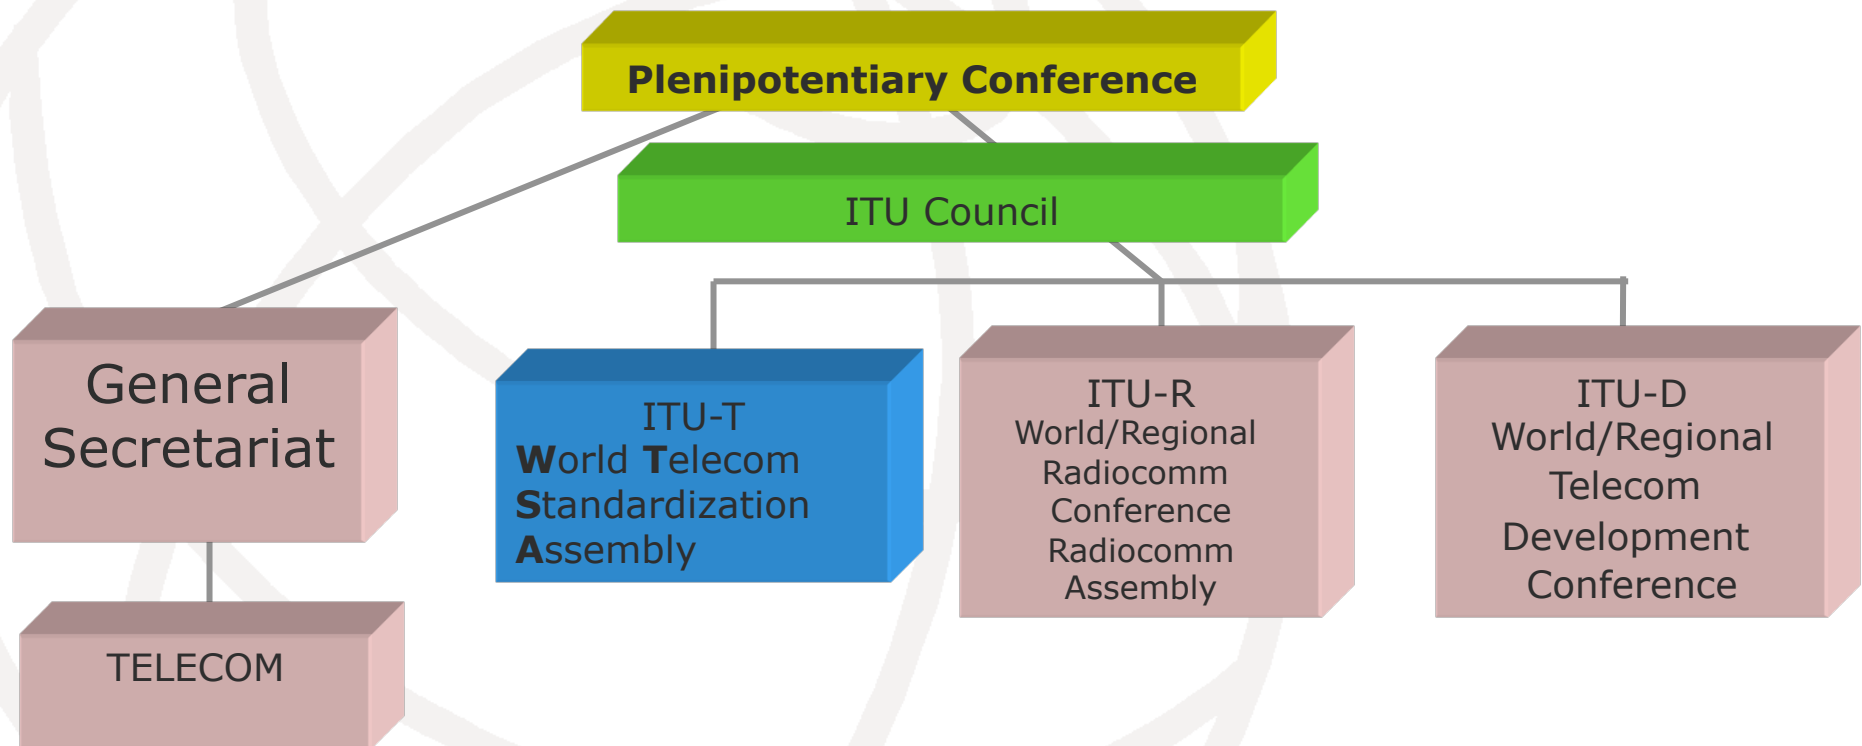 Plenipotentiary Conference
ITU Council
General
Secretariat
TELECOM
ITU-T
World Telecom
Standardization
Assembly
ITU-R
World/Regional
Radiocomm
Conference
Radiocomm
Assembly
ITU-D
World/Regional
Telecom
Development
Conference